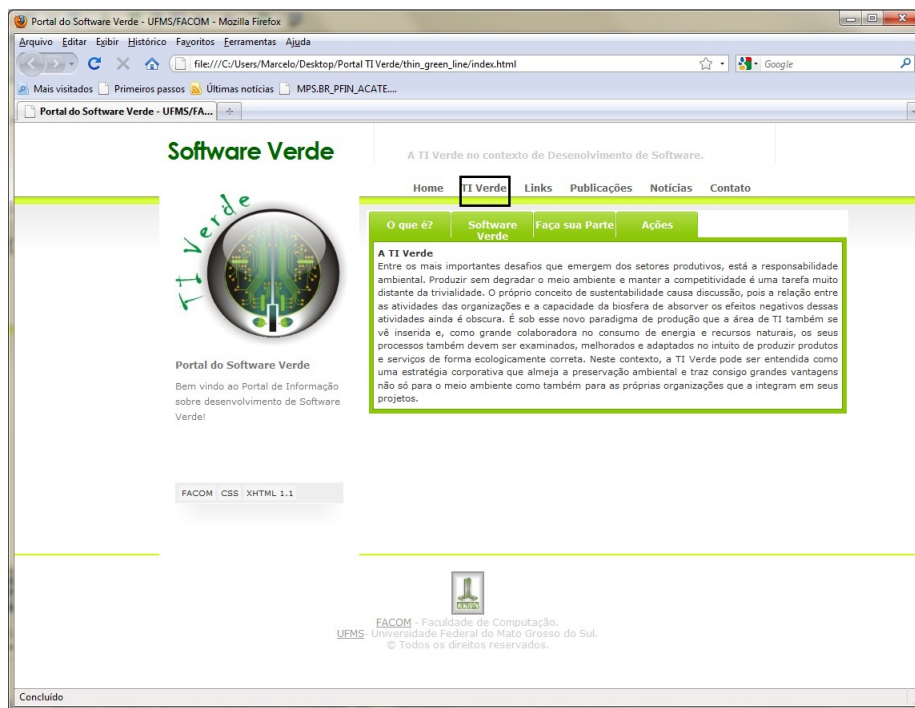 Portal do Software Verde - UFMS/FACOM - Mozilla Firefox
Arquivo Editar Exibir Histórico Favoritos Ferramentas Ajuda
file:///C:/Users/Marcelo/Desktop/Portal TI Verde/thin_green_line/index.html
Google
Mais visitados Primeiros passos Últimas notícias MPS.BR_PFIN_ACATE....
Portal do Software Verde - UFMS/FA...
Software Verde
A TI Verde no contexto de Desenolvimento de Software.
Home TI Verde Links Publicações Notícias Contato
TI Verde
O que é? Software Verde Faça sua Parte Ações
A TI Verde
Entre os mais importantes desafios que emergem dos setores produtivos, está a responsabilidade
ambiental. Produzir sem degradar o meio ambiente e manter a competitividade é uma tarefa muito
distante da trivialidade. O próprio conceito de sustentabilidade causa discussão, pois a relação entre
as atividades das organizações e a capacidade da biosfera de absorver os efeitos negativos dessas
atividades ainda é obscura. É sob esse novo paradigma de produção que a área de TI também se
vê inserida e, como grande colaboradora no consumo de energia e recursos naturais, os seus
processos também devem ser examinados, melhorados e adaptados no intuito de produzir produtos
e serviços de forma ecologicamente correta. Neste contexto, a TI Verde pode ser entendida como
uma estratégia corporativa que almeja a preservação ambiental e traz consigo grandes vantagens
não só para o meio ambiente como também para as próprias organizações que a integram em seus
projetos.
Portal do Software Verde
Bem vindo ao Portal de Informação
sobre desenvolvimento de Software
Verde!
FACOM CSS XHTML 1.1
UFMS
FACOM - Faculdade de Computação.
UFMS- Universidade Federal do Mato Grosso do Sul.
© Todos os direitos reservados.
Concluído